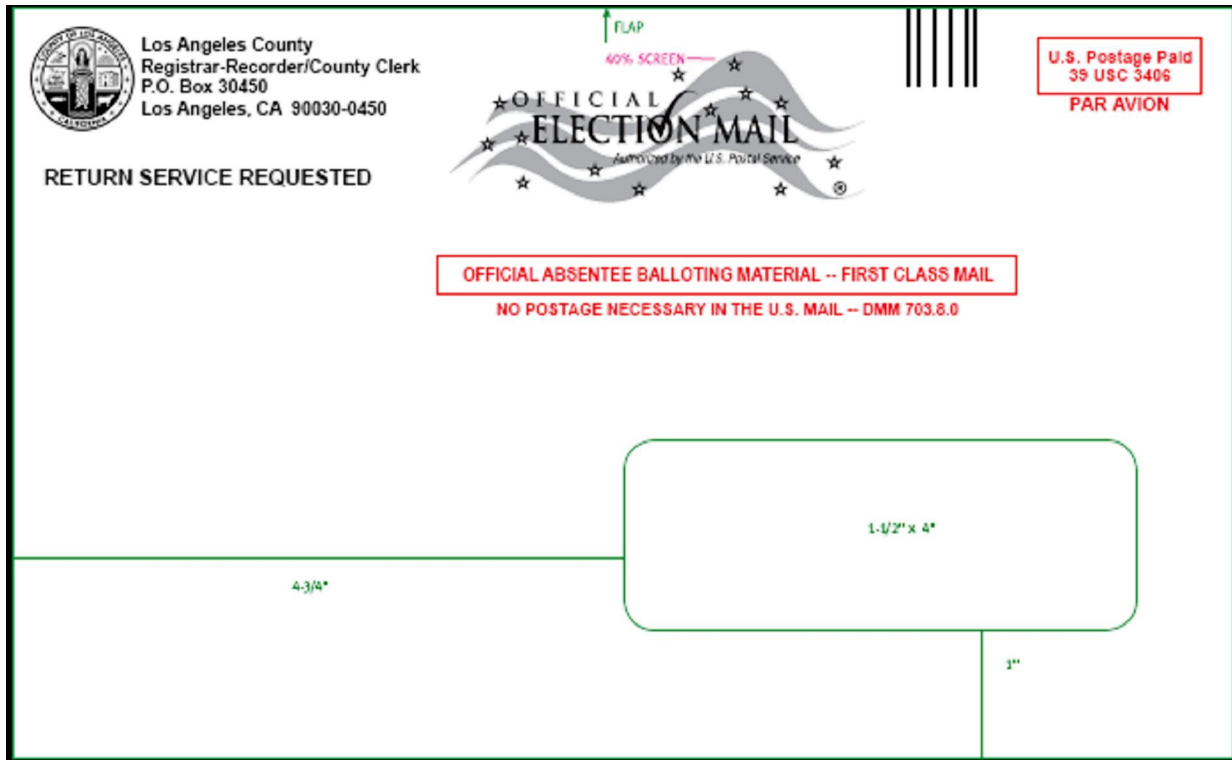 FLAP
40% SCREEN
Los Angeles County
Registrar-Recorder/County Clerk
P.O. Box 30450
Los Angeles, CA 90030-0450
RETURN SERVICE REQUESTED
OFFICIAL
ELECTION MAIL
Authorized by the U.S. Postal Service
®
U.S. Postage Paid
39 USC 3406
PAR AVION
OFFICIAL ABSENTEE BALLOTING MATERIAL -- FIRST CLASS MAIL
NO POSTAGE NECESSARY IN THE U.S. MAIL -- DMM 703.8.0
1-1/2" x 4"
4-3/4"
1"